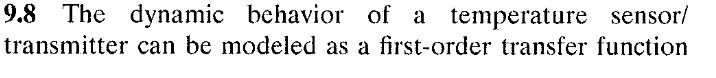 9.8 The dynamic behavior of a temperature sensor/
transmitter can be modeled as a first-order transfer function